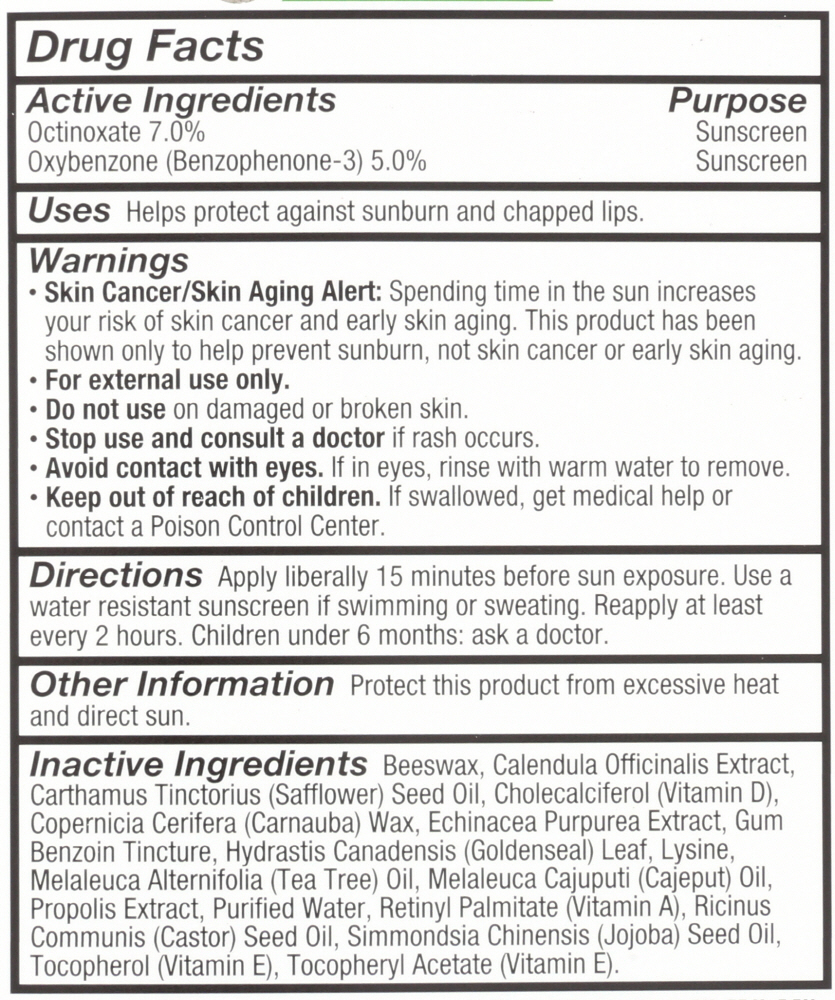 Drug Facts
Active Ingredients Purpose
Octinoxate 7.0% Sunscreen
Oxybenzone (Benzophenone-3) 5.0% Sunscreen
Uses Helps protect against sunburn and chapped lips.
Warnings
• Skin Cancer/Skin Aging Alert: Spending time in the sun increases
your risk of skin cancer and early skin aging. This product has been
shown only to help prevent sunburn, not skin cancer or early skin aging.
• For external use only.
• Do not use on damaged or broken skin.
• Stop use and consult a doctor if rash occurs.
• Avoid contact with eyes. If in eyes, rinse with warm water to remove.
• Keep out of reach of children. If swallowed, get medical help or
contact a Poison Control Center.
Directions Apply liberally 15 minutes before sun exposure. Use a
water resistant sunscreen if swimming or sweating. Reapply at least
every 2 hours. Children under 6 months: ask a doctor.
Other Information Protect this product from excessive heat
and direct sun.
Inactive Ingredients Beeswax, Calendula Officinalis Extract,
Carthamus Tinctorius (Safflower) Seed Oil, Cholecalciferol (Vitamin D),
Copernicia Cerifera (Carnauba) Wax, Echinacea Purpurea Extract, Gum
Benzoin Tincture, Hydrastis Canadensis (Goldenseal) Leaf, Lysine,
Melaleuca Alternifolia (Tea Tree) Oil, Melaleuca Cajuputi (Cajeput) Oil,
Propolis Extract, Purified Water, Retinyl Palmitate (Vitamin A), Ricinus
Communis (Castor) Seed Oil, Simmondsia Chinensis (Jojoba) Seed Oil,
Tocopherol (Vitamin E), Tocopheryl Acetate (Vitamin E).